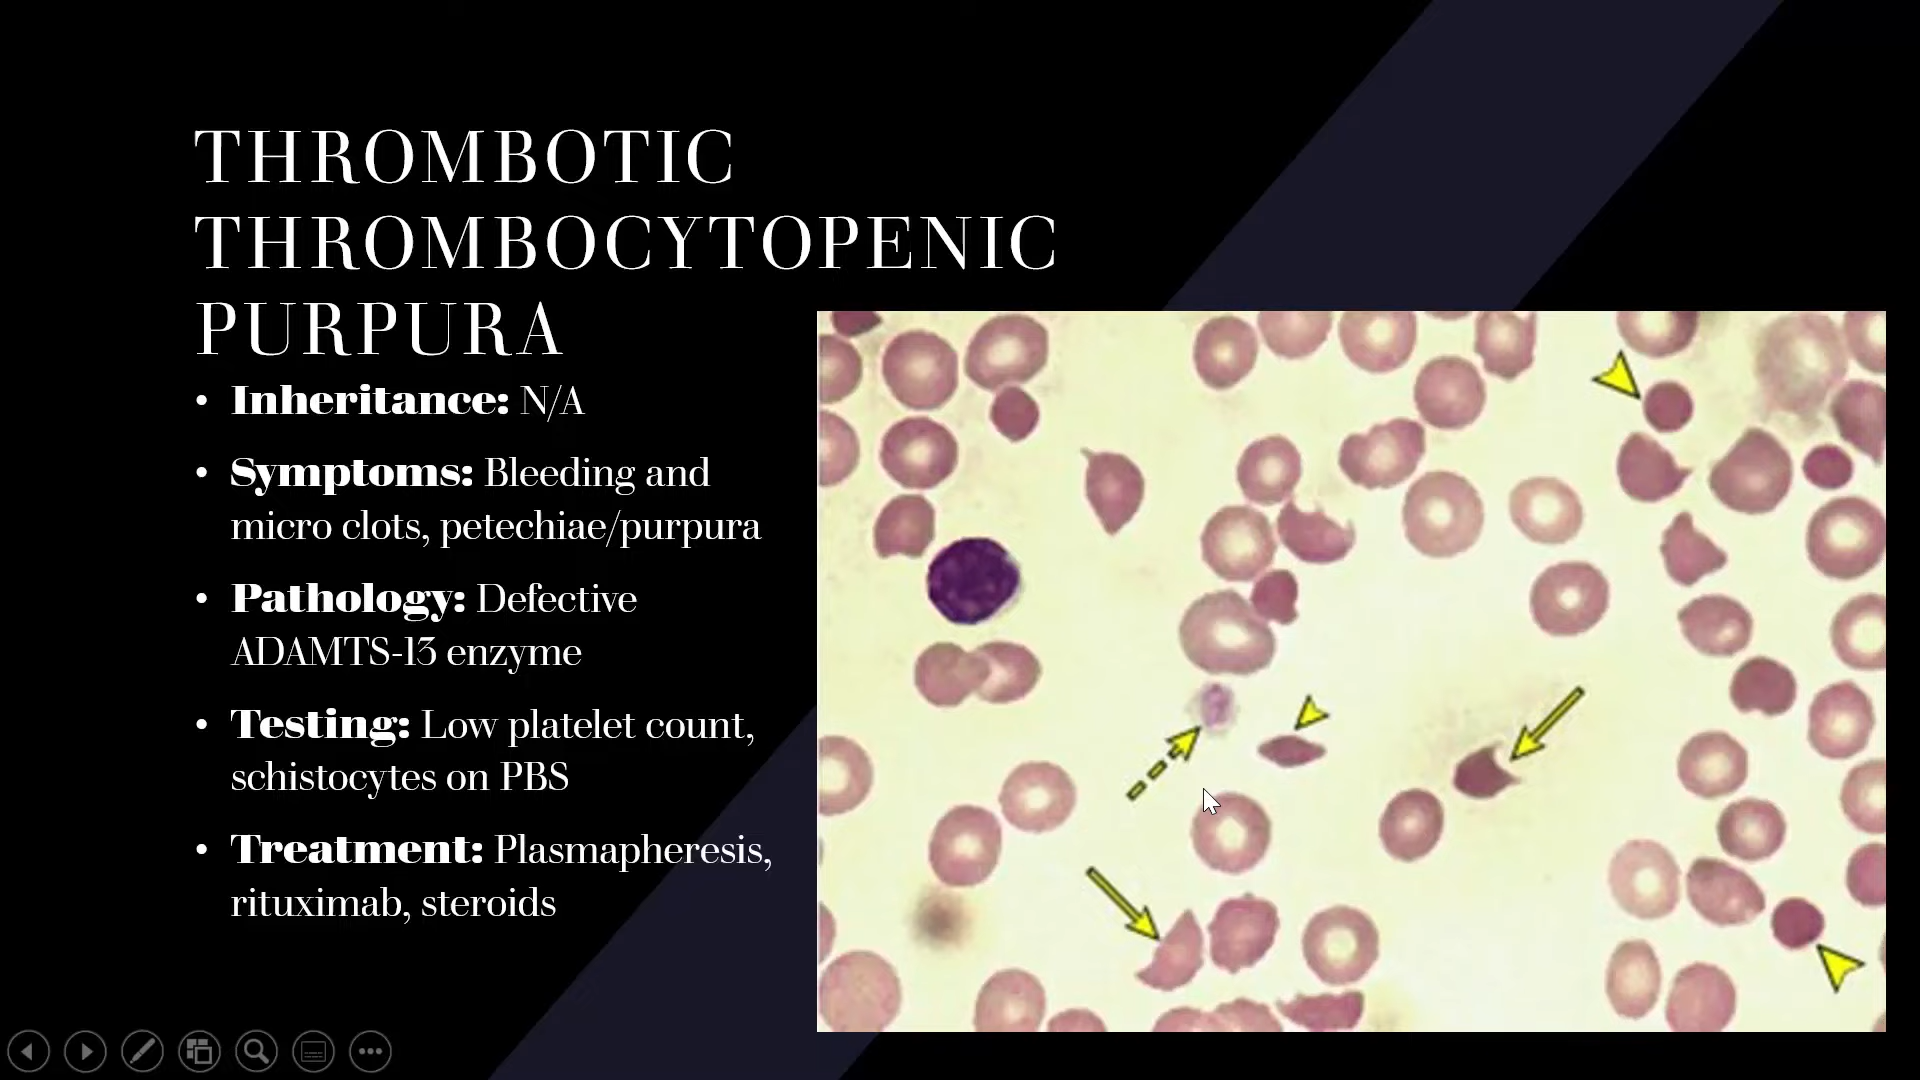 THROMBOTIC
THROMBOCYTOPENIC
PURPURA
• Inheritance: N/A
• Symptoms: Bleeding and
micro clots, petechiae/purpura
• Pathology: Defective
ADAMTS-13 enzyme
• Testing: Low platelet count,
schistocytes on PBS
• Treatment: Plasmapheresis,
rituximab, steroids